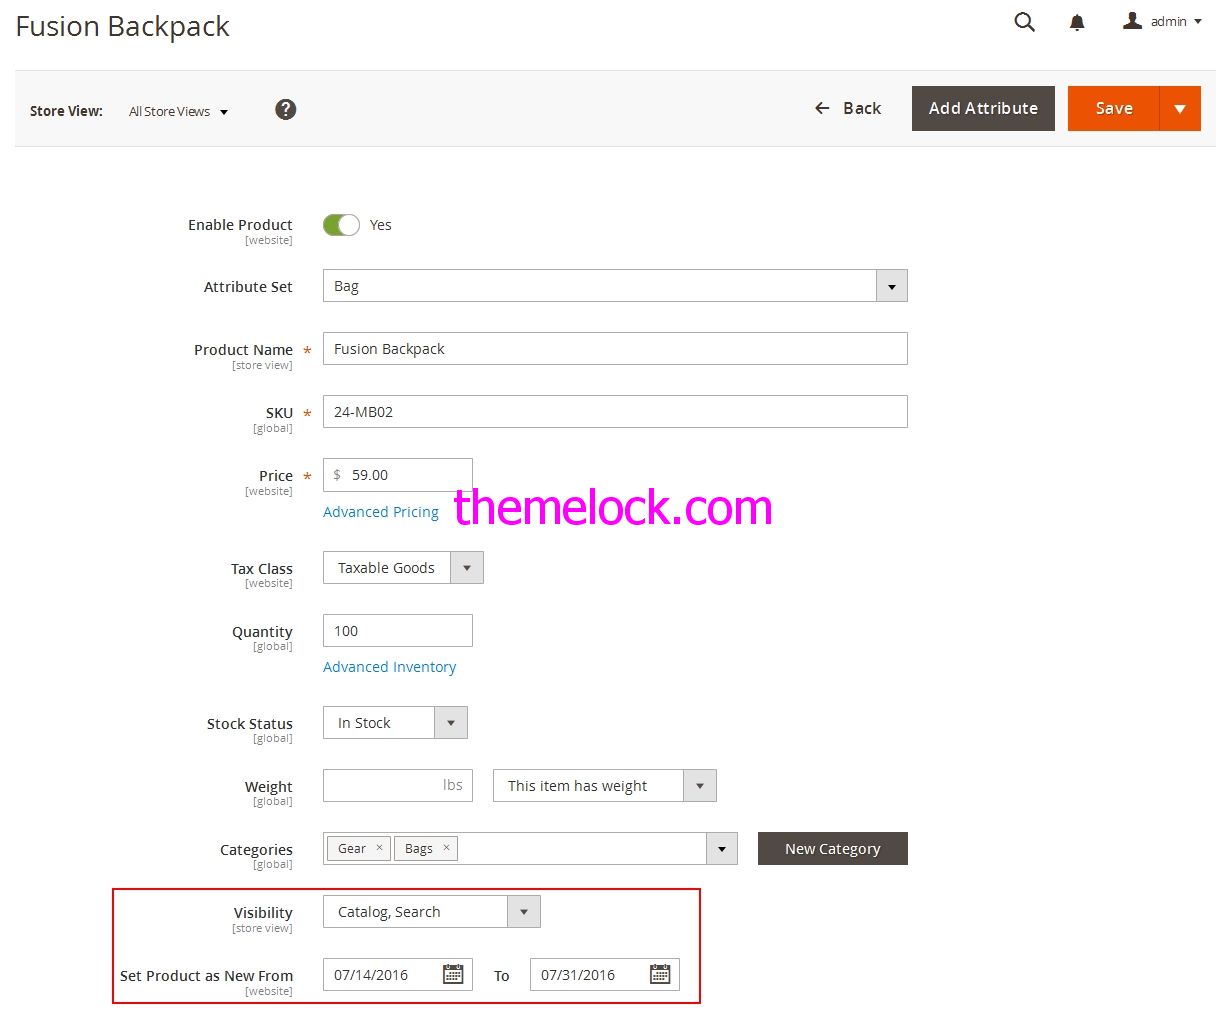 Fusion Backpack
admin
Store View: All Store Views ? Back Add Attribute Save
Enable Product Yes
[website]
Attribute Set Bag
Product Name * Fusion Backpack
[store view]
SKU * 24-MB02
[global]
Price * $ 59.00
[website]
Advanced Pricing
themelock.com
Tax Class Taxable Goods
[website]
Quantity 100
[global]
Advanced Inventory
Stock Status In Stock
[global]
Weight lbs This item has weight
[global]
Categories Gear × Bags × New Category
[global]
Visibility Catalog, Search
[store view]
Set Product as New From 07/14/2016 To 07/31/2016
[website]